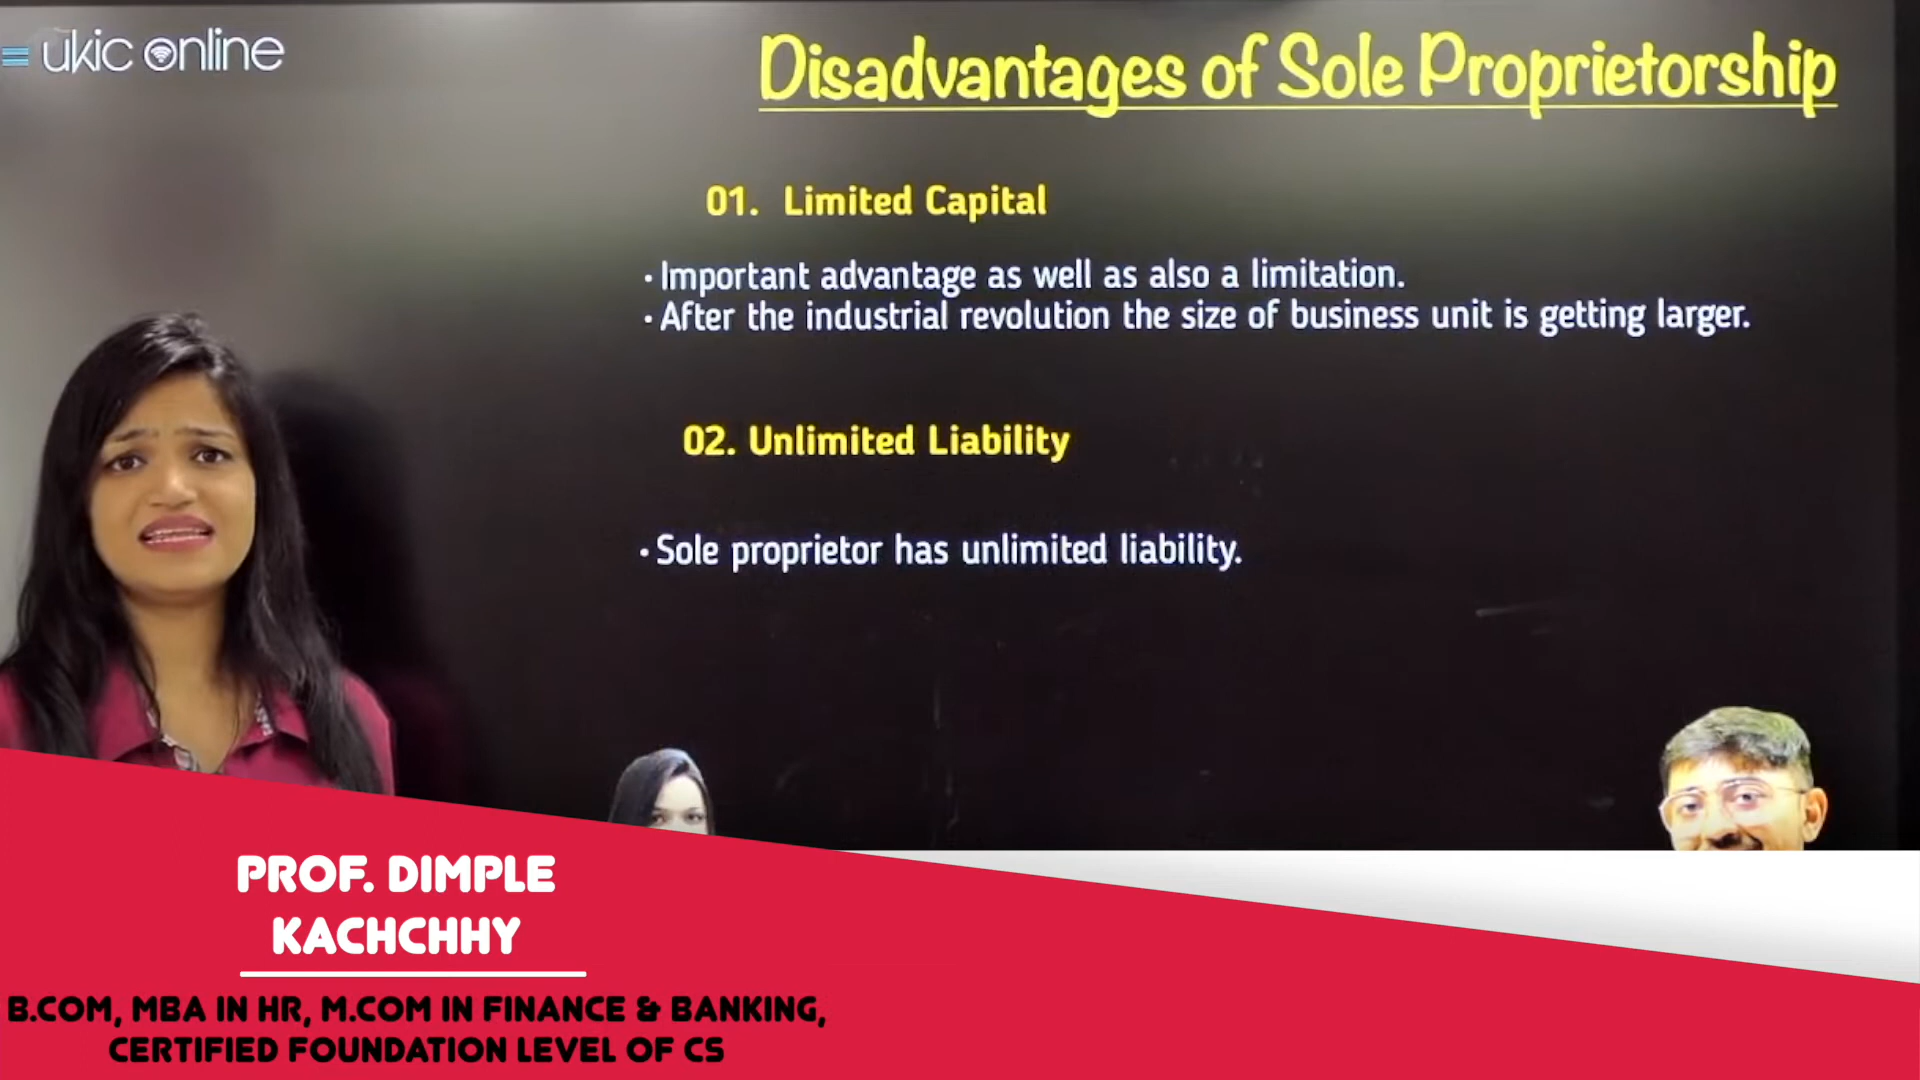 ukic online
Disadvantages of Sole Proprietorship
01. Limited Capital
• Important advantage as well as also a limitation.
• After the industrial revolution the size of business unit is getting larger.
02. Unlimited Liability
• Sole proprietor has unlimited liability.
PROF. DIMPLE
KACHCHHY
B.COM, MBA IN HR, M.COM IN FINANCE & BANKING,
CERTIFIED FOUNDATION LEVEL OF CS